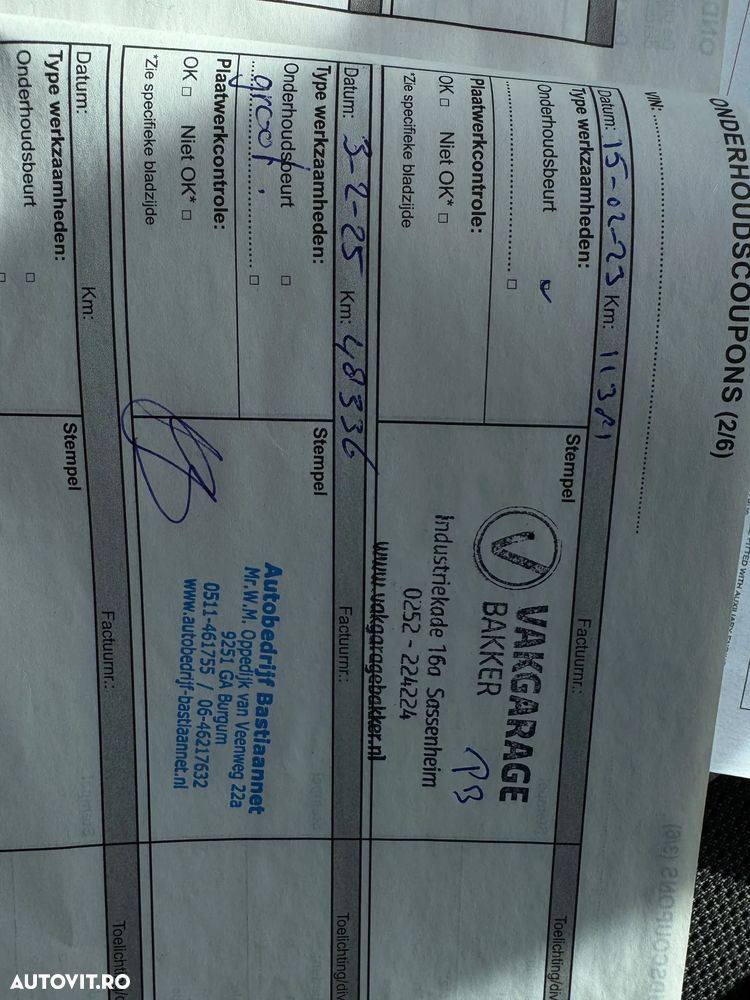 ONDERHOUDSCOUPONS (2/6)
VIN:
Datum: 15-02-23 Km: 11321
Factuurnr.:
Type werkzaamheden:
Stempel
Onderhoudsbeurt
Plaatwerkcontrole:
OK □ Niet OK* □
*Zie specifieke bladzijde
VAKGARAGE
BAKKER
PB
Industriekade 16a Sassenheim
0252 - 224224
www.vakgaragebakker.nl
Datum: 3-2-25 Km: 48336
Factuurnr.:
Type werkzaamheden:
Stempel
Onderhoudsbeurt □
groot. □
Plaatwerkcontrole:
OK □ Niet OK* □
*Zie specifieke bladzijde
Autobedrijf Bastiaannet
Mr.W.M. Oppedijk van Veenweg 22a
9251 GA Burgum
0511-461755 / 06-46217632
www.autobedrijf-bastiaannet.nl
Datum: Km:
Factuurnr.:
Type werkzaamheden:
Stempel
Onderhoudsbeurt □
AUTOVIT.RO